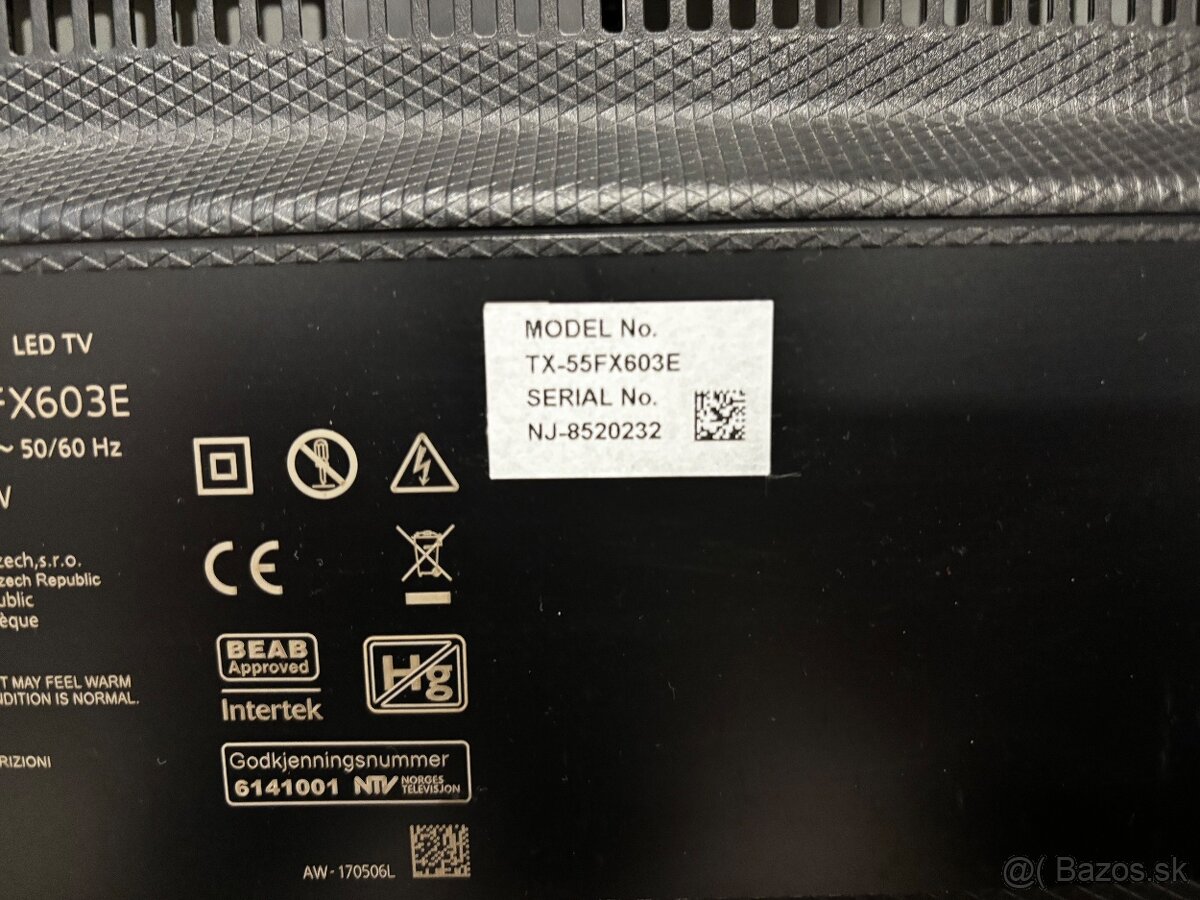 LED TV
FX603E
~ 50/60 Hz
V
zech,s.r.o.
zech Republic
ublic
èque
T MAY FEEL WARM
NDITION IS NORMAL.
RIZIONI
MODEL No.
TX-55FX603E
SERIAL No.
NJ-8520232
CE
BEAB
Approved
Intertek
Hg
Godkjenningsnummer
6141001 NTV NORGES TELEVISJON
AW-170506L
@( Bazos.sk